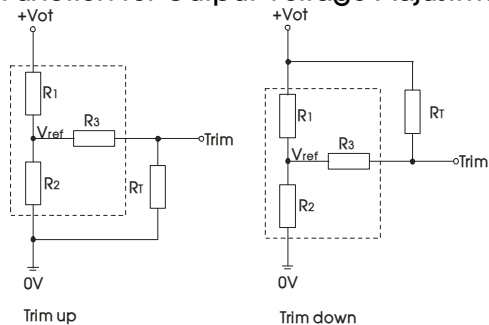 +Vot
R1
Vref
R3
Trim
R2
RT
0V
Trim up
+Vot
R1
RT
Vref
R3
Trim
R2
0V
Trim down